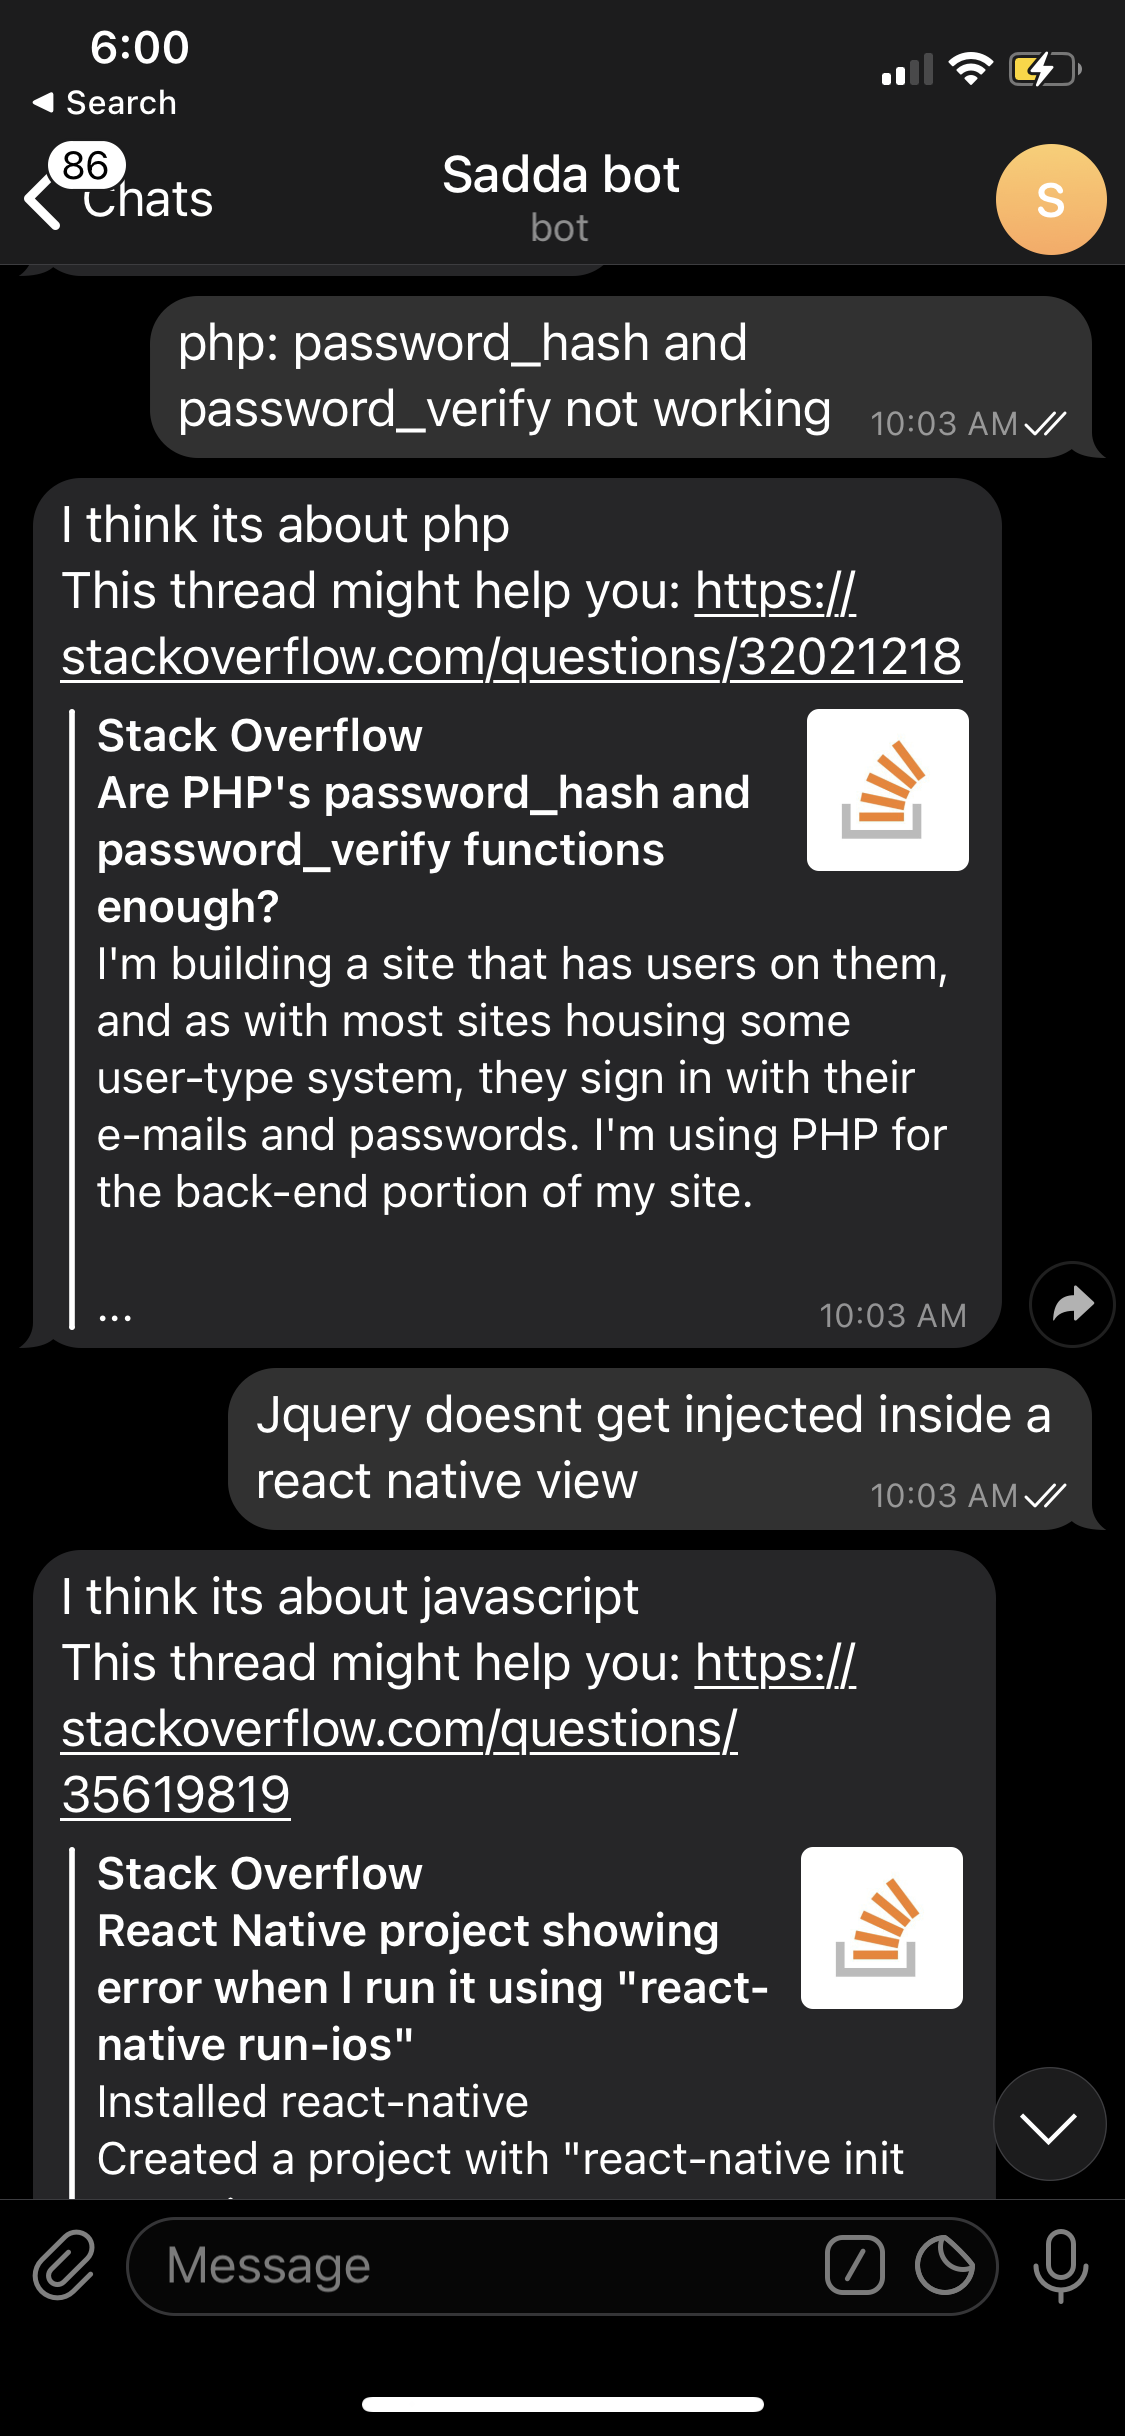 6:00
Search
86
Chats
Sadda bot
bot
S
php: password_hash and
password_verify not working
10:03 AM
I think its about php
This thread might help you: https://
stackoverflow.com/questions/32021218
Stack Overflow
Are PHP's password_hash and
password_verify functions
enough?
I'm building a site that has users on them,
and as with most sites housing some
user-type system, they sign in with their
e-mails and passwords. I'm using PHP for
the back-end portion of my site.
...
10:03 AM
Jquery doesnt get injected inside a
react native view
10:03 AM
I think its about javascript
This thread might help you: https://
stackoverflow.com/questions/
35619819
Stack Overflow
React Native project showing
error when I run it using "react-
native run-ios"
Installed react-native
Created a project with "react-native init
Message